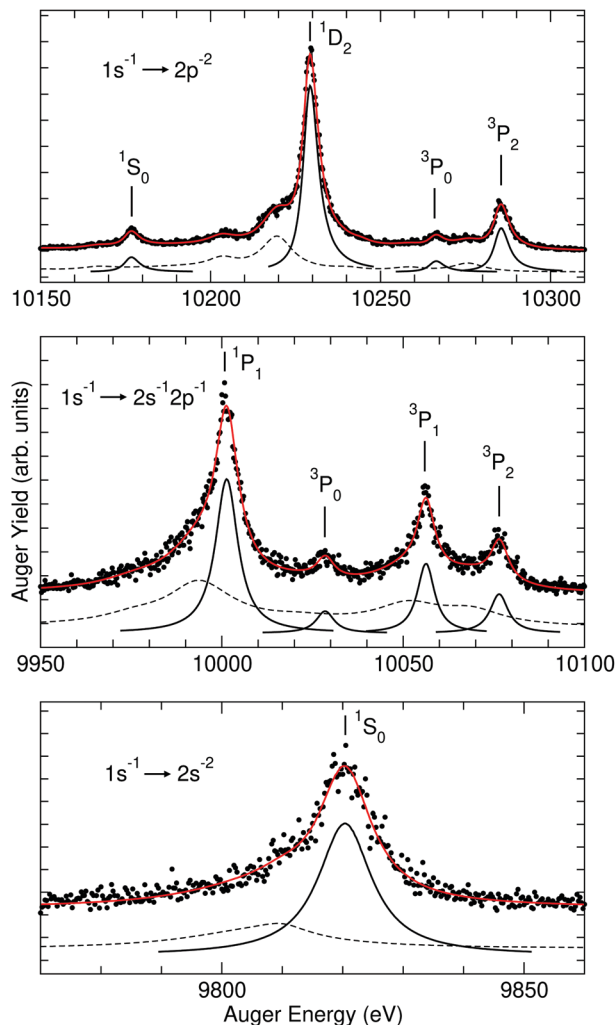 ¹D₂
1s⁻¹ → 2p⁻²
¹S₀
³P₀
³P₂
10150 10200 10250 10300
¹P₁
1s⁻¹ → 2s⁻¹2p⁻¹
³P₀
³P₁
³P₂
Auger Yield (arb. units)
9950 10000 10050 10100
¹S₀
1s⁻¹ → 2s⁻²
9800 9850
Auger Energy (eV)